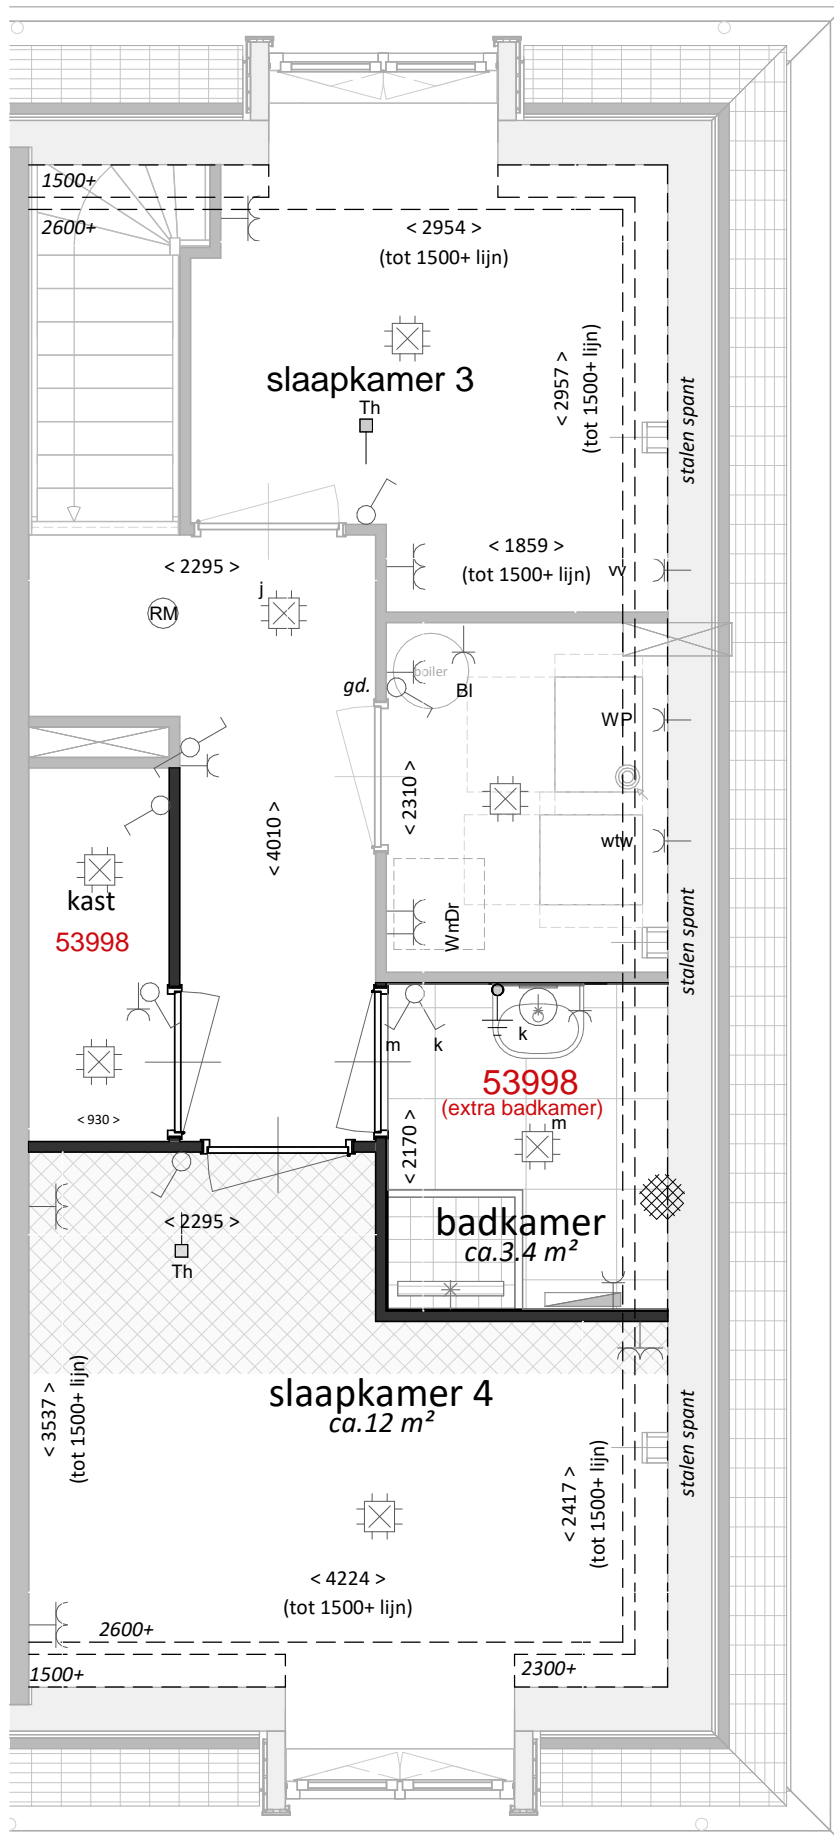 1500+
2600+
< 2954 >
(tot 1500+ lijn)
< 2957 >
(tot 1500+ lijn)
slaapkamer 3
Th
stalen spant
< 1859 >
(tot 1500+ lijn)
vv
< 2295 >
j
RM
gd.
boiler
Bl
WP
< 2310 >
< 4010 >
wtw
kast
53998
WmDr
stalen spant
m
k
k
53998
(extra badkamer)
m
< 930 >
< 2170 >
badkamer
ca.3.4 m²
< 2295 >
Th
slaapkamer 4
ca.12 m²
< 3537 >
(tot 1500+ lijn)
stalen spant
< 2417 >
(tot 1500+ lijn)
< 4224 >
(tot 1500+ lijn)
2600+
1500+
2300+